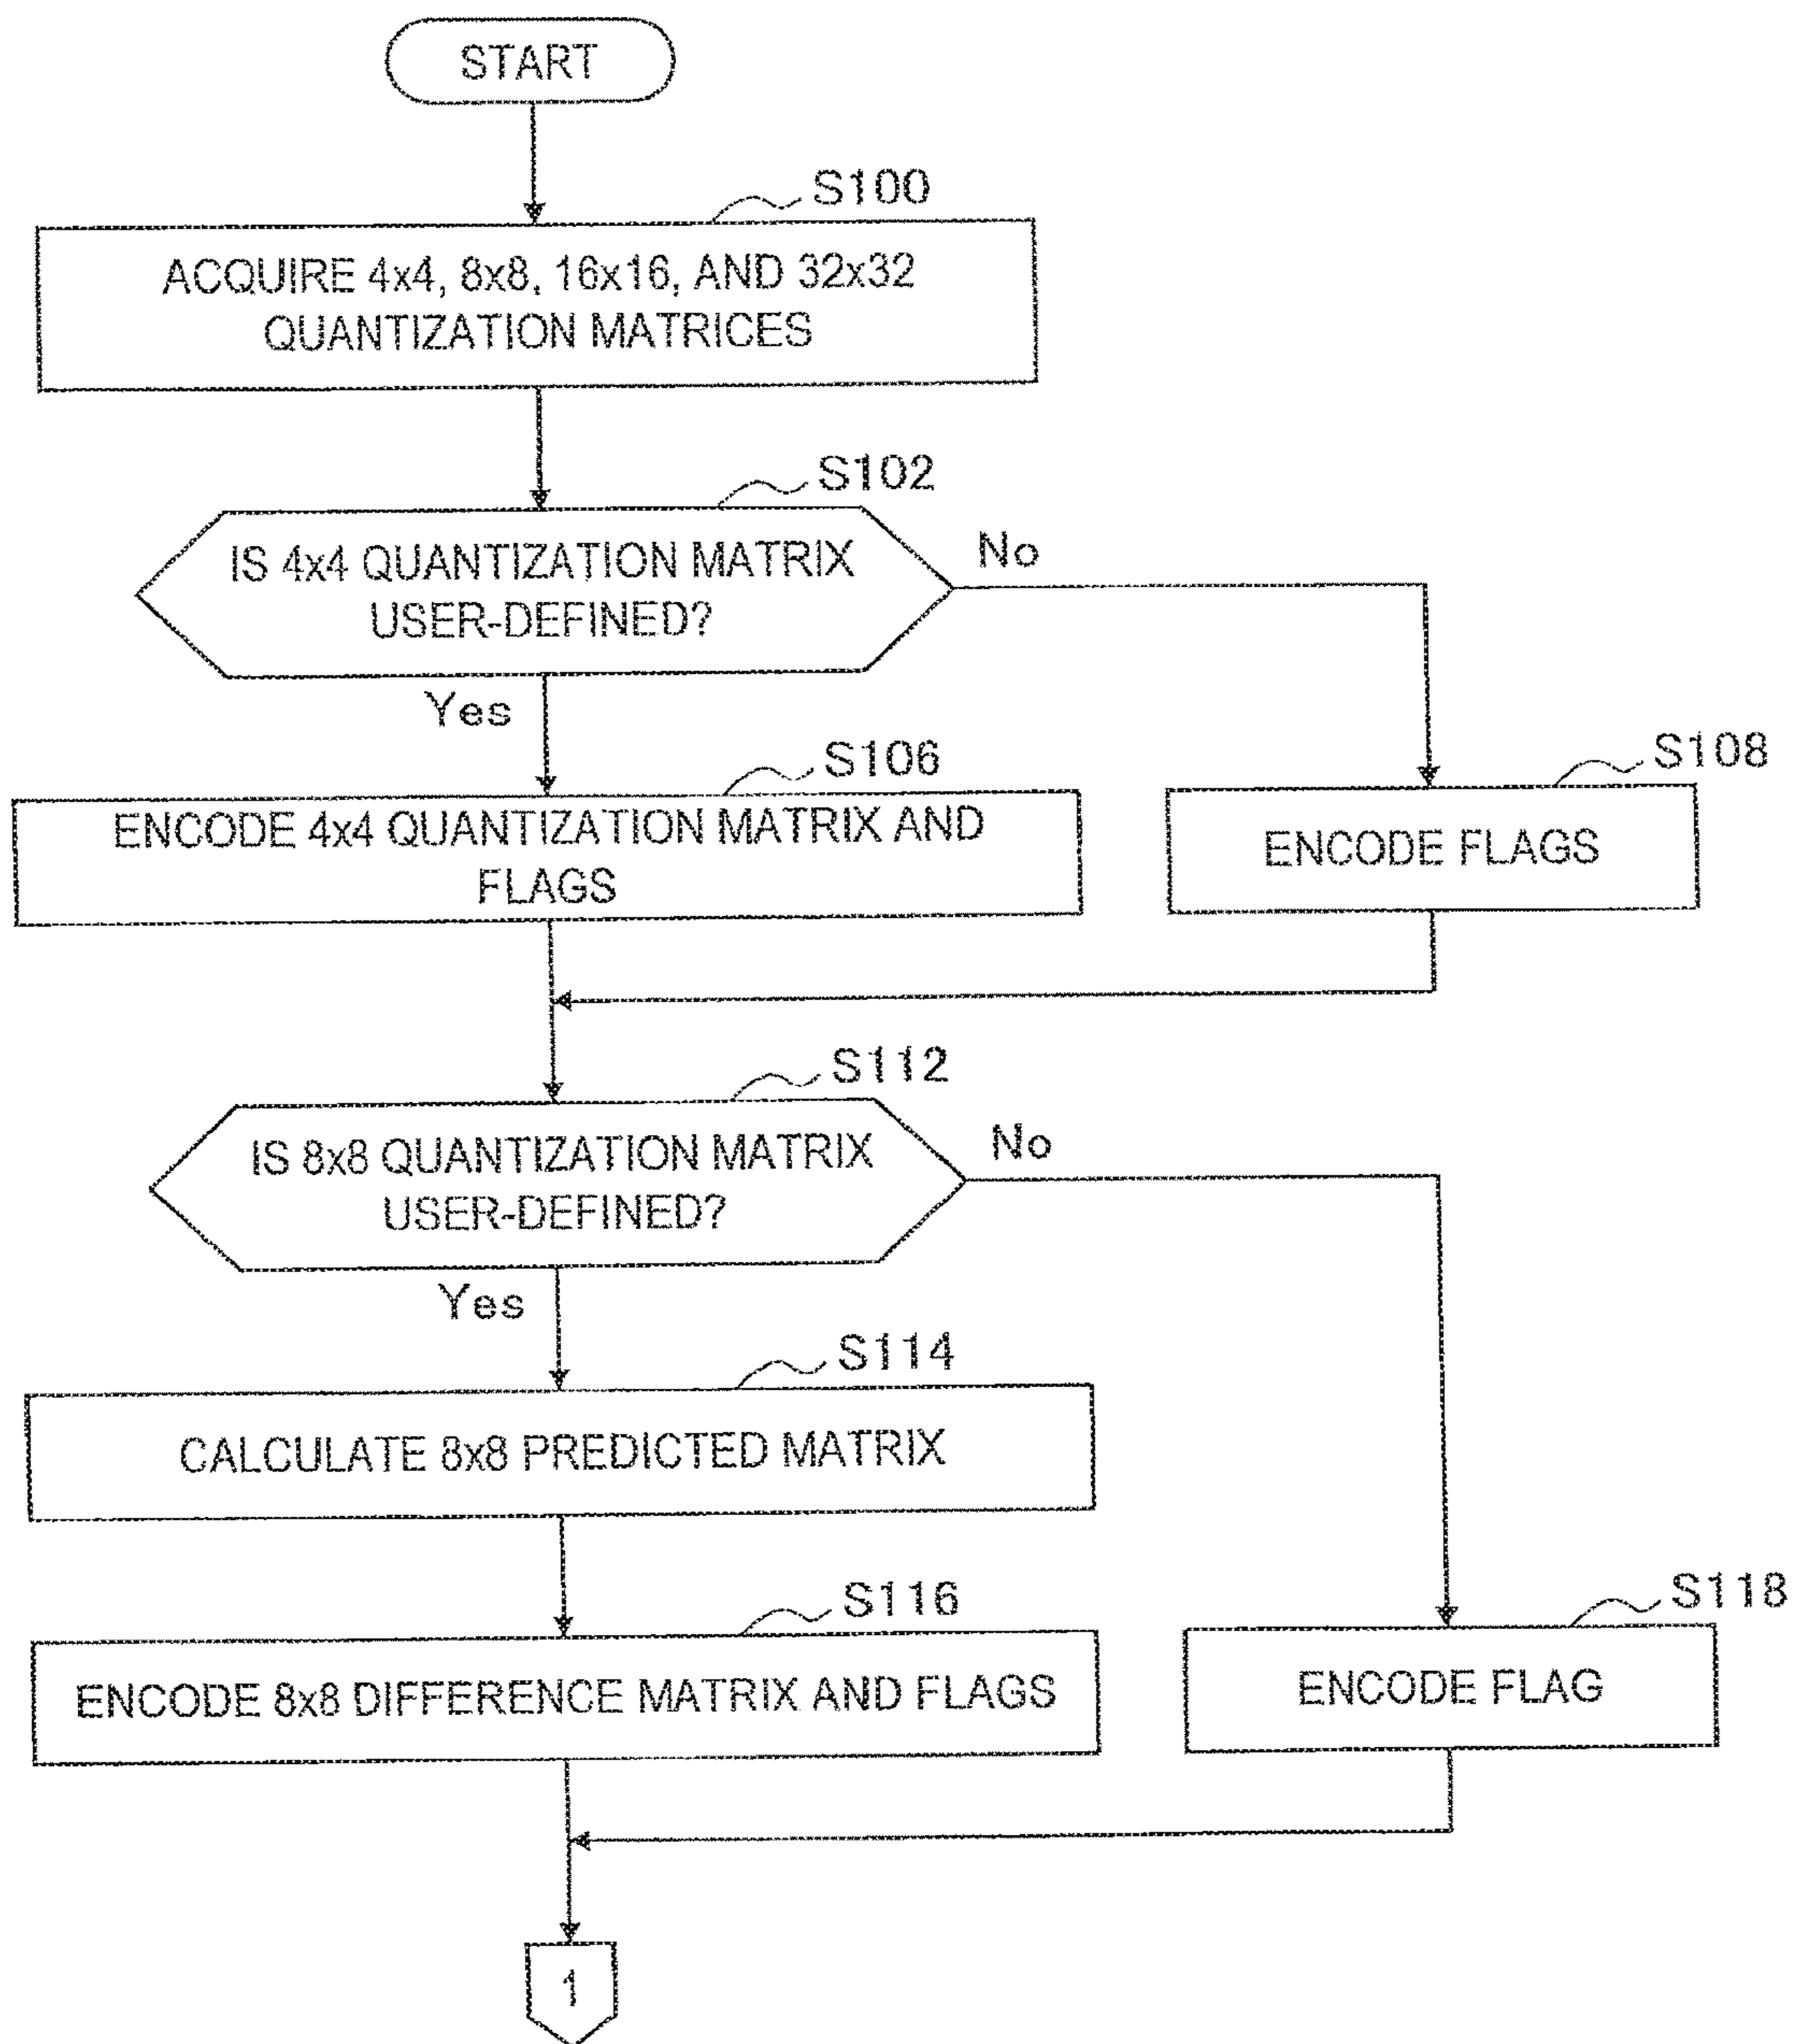 START
S100
ACQUIRE 4x4, 8x8, 16x16, AND 32x32
QUANTIZATION MATRICES
S102
IS 4x4 QUANTIZATION MATRIX
USER-DEFINED?
No
Yes
S106
S108
ENCODE 4x4 QUANTIZATION MATRIX AND
FLAGS
ENCODE FLAGS
S112
IS 8x8 QUANTIZATION MATRIX
USER-DEFINED?
No
Yes
S114
CALCULATE 8x8 PREDICTED MATRIX
S116
S118
ENCODE 8x8 DIFFERENCE MATRIX AND FLAGS
ENCODE FLAG
1